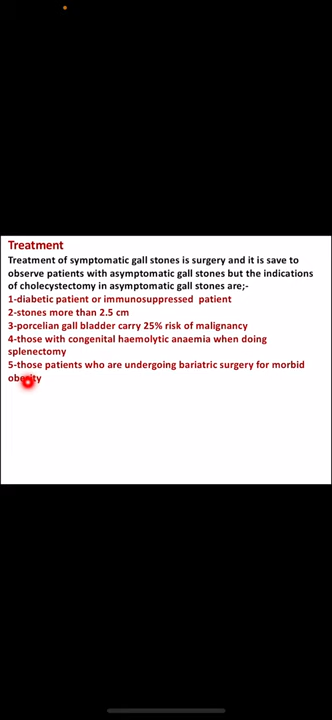 Treatment
Treatment of symptomatic gall stones is surgery and it is save to
observe patients with asymptomatic gall stones but the indications
of cholecystectomy in asymptomatic gall stones are;-
1-diabetic patient or immunosuppressed patient
2-stones more than 2.5 cm
3-porcelian gall bladder carry 25% risk of malignancy
4-those with congenital haemolytic anaemia when doing
splenectomy
5-those patients who are undergoing bariatric surgery for morbid
obesity